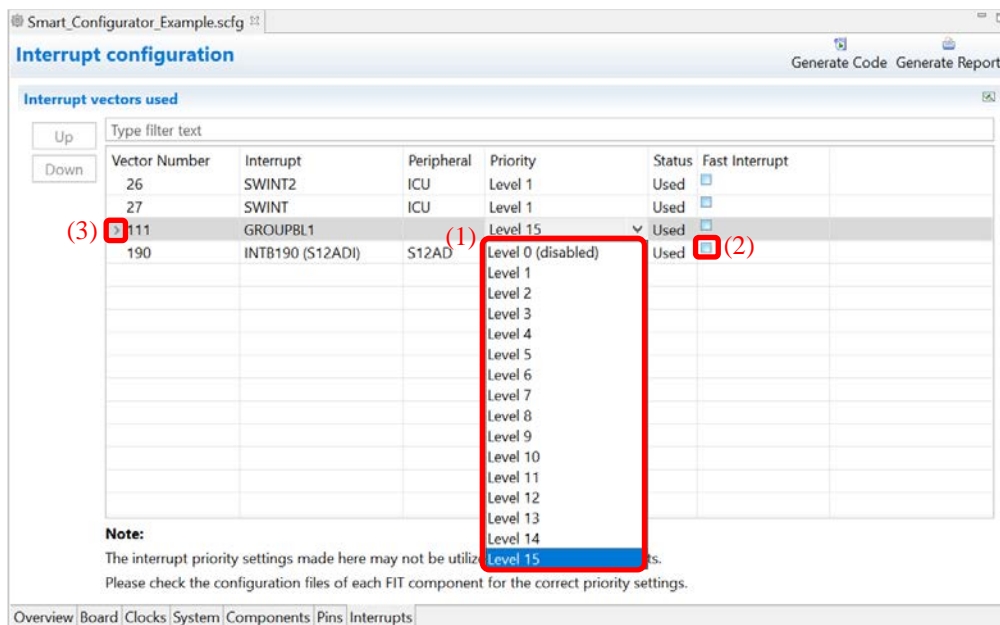 Smart_Configurator_Example.scfg
Interrupt configuration
Generate Code Generate Report
Interrupt vectors used
Up
Type filter text
Down
Vector Number Interrupt Peripheral Priority Status Fast Interrupt
26 SWINT2 ICU Level 1 Used
27 SWINT ICU Level 1 Used
(3) 111 GROUPBL1 Level 15 Used
(1)
190 INTB190 (S12ADI) S12AD Level 0 (disabled) Used (2)
Level 1
Level 2
Level 3
Level 4
Level 5
Level 6
Level 7
Level 8
Level 9
Level 10
Level 11
Level 12
Level 13
Level 14
Level 15
Note:
The interrupt priority settings made here may not be ts.
Please check the configuration files of each FIT component for the correct priority settings.
Overview Board Clocks System Components Pins Interrupts